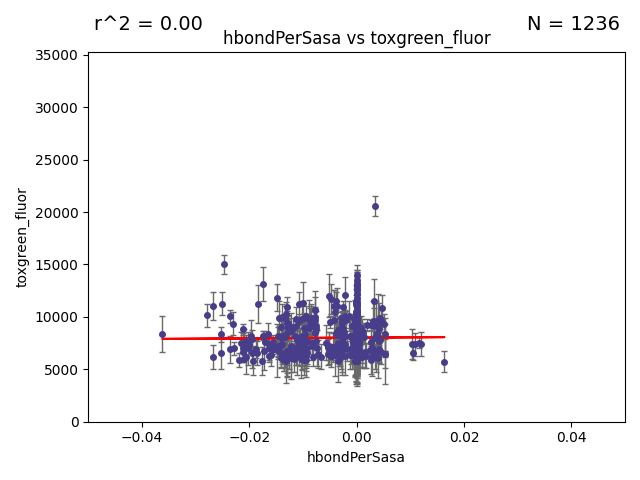 r^2 = 0.00
N = 1236
hbondPerSasa vs toxgreen_fluor
35000
30000
25000
20000
15000
10000
5000
0
toxgreen_fluor
−0.04
−0.02
0.00
0.02
0.04
hbondPerSasa